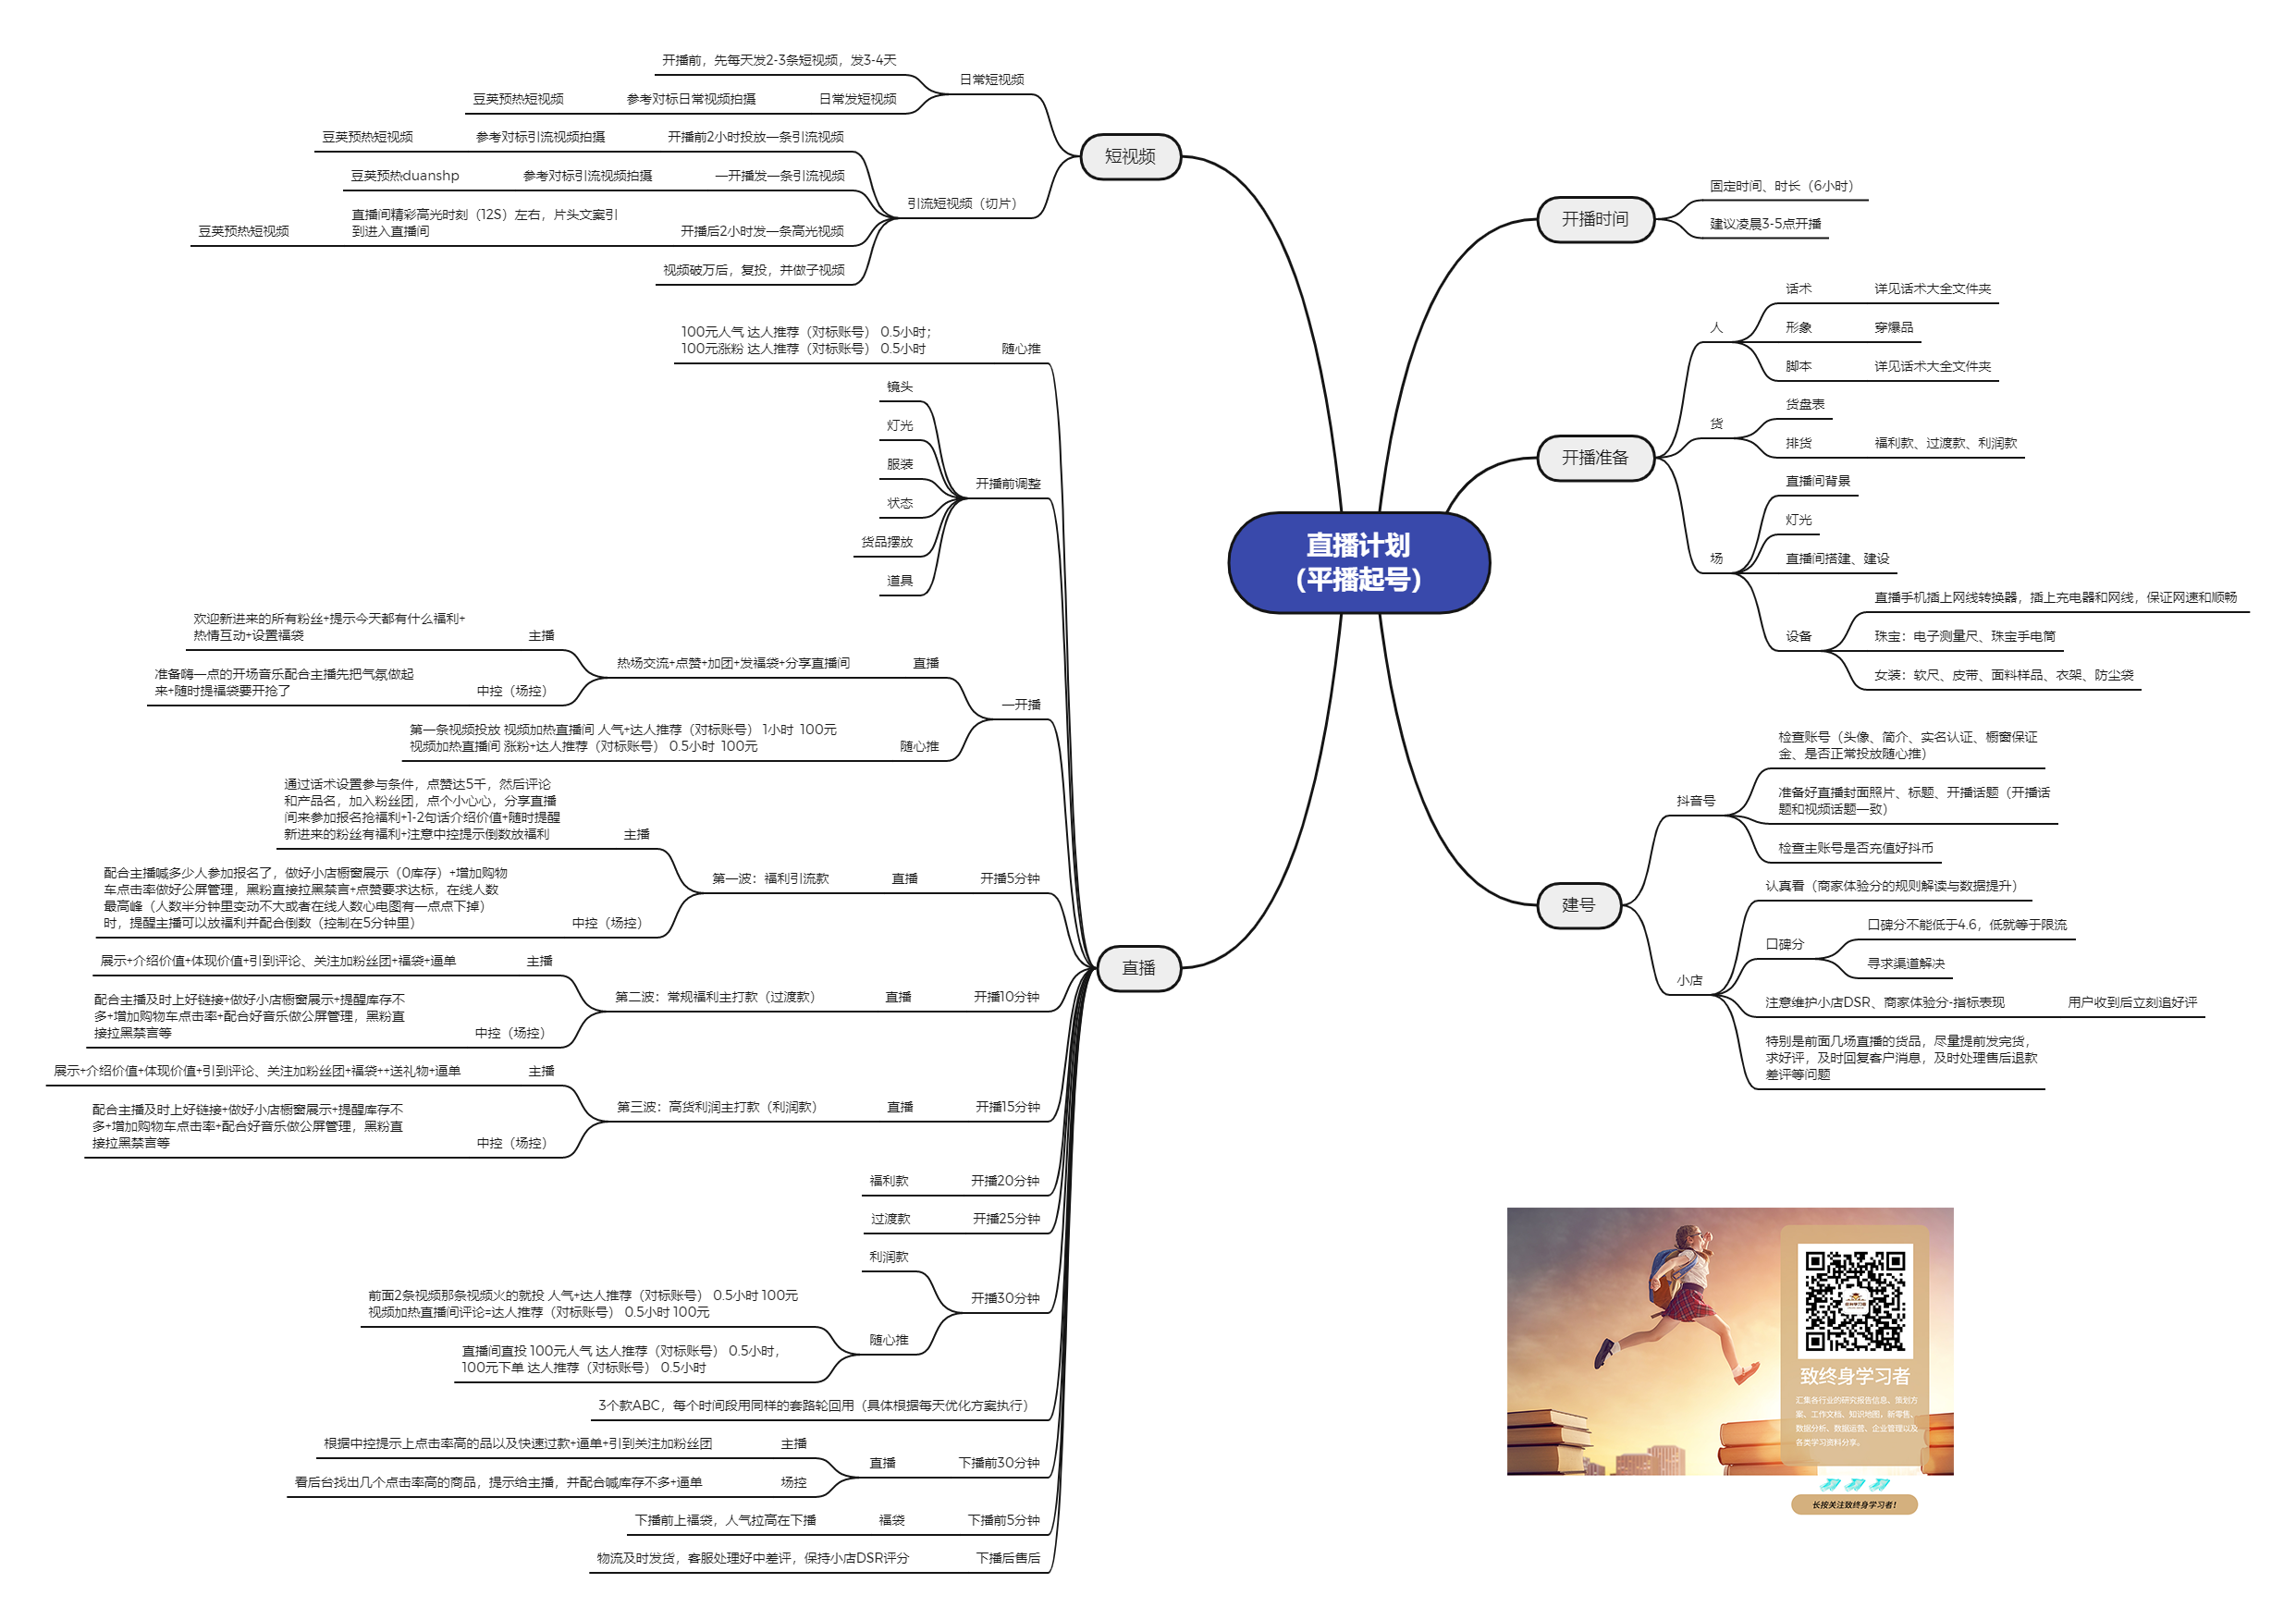 直播计划
（平播起号）
短视频
日常短视频
开播前，先每天发2-3条短视频，发3-4天
日常发短视频
参考对标日常视频拍摄
豆荚预热短视频
引流短视频（切片）
开播前2小时投放一条引流视频
参考对标引流视频拍摄
豆荚预热短视频
一开播发一条引流视频
参考对标引流视频拍摄
豆荚预热duanshp
开播后2小时发一条高光视频
直播间精彩高光时刻（12S）左右，片头文案引
到进入直播间
豆荚预热短视频
视频破万后，复投，并做子视频
直播
随心推
100元人气 达人推荐（对标账号） 0.5小时；
100元涨粉 达人推荐（对标账号） 0.5小时
开播前调整
镜头
灯光
服装
状态
货品摆放
道具
一开播
直播
热场交流+点赞+加团+发福袋+分享直播间
主播
欢迎新进来的所有粉丝+提示今天都有什么福利+
热情互动+设置福袋
中控（场控）
准备嗨一点的开场音乐配合主播先把气氛做起
来+随时提福袋要开抢了
随心推
第一条视频投放 视频加热直播间 人气+达人推荐（对标账号） 1小时 100元
视频加热直播间 涨粉+达人推荐（对标账号） 0.5小时 100元
开播5分钟
直播
第一波：福利引流款
主播
通过话术设置参与条件，点赞达5千，然后评论
和产品名，加入粉丝团，点个小心心，分享直播
间来参加报名抢福利+1-2句话介绍价值+随时提醒
新进来的粉丝有福利+注意中控提示倒数放福利
中控（场控）
配合主播喊多少人参加报名了，做好小店橱窗展示（0库存）+增加购物
车点击率做好公屏管理，黑粉直接拉黑禁言+点赞要求达标，在线人数
最高峰（人数半分钟里变动不大或者在线人数心电图有一点点下掉）
时，提醒主播可以放福利并配合倒数（控制在5分钟里）
开播10分钟
直播
第二波：常规福利主打款（过渡款）
主播
展示+介绍价值+体现价值+引到评论、关注加粉丝团+福袋+逼单
中控（场控）
配合主播及时上好链接+做好小店橱窗展示+提醒库存不
多+增加购物车点击率+配合好音乐做公屏管理，黑粉直
接拉黑禁言等
开播15分钟
直播
第三波：高货利润主打款（利润款）
主播
展示+介绍价值+体现价值+引到评论、关注加粉丝团+福袋++送礼物+逼单
中控（场控）
配合主播及时上好链接+做好小店橱窗展示+提醒库存不
多+增加购物车点击率+配合好音乐做公屏管理，黑粉直
接拉黑禁言等
开播20分钟
福利款
开播25分钟
过渡款
开播30分钟
利润款
随心推
前面2条视频那条视频火的就投 人气+达人推荐（对标账号） 0.5小时 100元
视频加热直播间评论=达人推荐（对标账号） 0.5小时 100元
直播间直投 100元人气 达人推荐（对标账号） 0.5小时，
100元下单 达人推荐（对标账号） 0.5小时
3个款ABC，每个时间段用同样的套路轮回用（具体根据每天优化方案执行）
下播前30分钟
直播
主播
根据中控提示上点击率高的品以及快速过款+逼单+引到关注加粉丝团
场控
看后台找出几个点击率高的商品，提示给主播，并配合喊库存不多+逼单
下播前5分钟
福袋
下播前上福袋，人气拉高在下播
下播后售后
物流及时发货，客服处理好中差评，保持小店DSR评分
开播时间
固定时间、时长（6小时）
建议凌晨3-5点开播
开播准备
人
话术
详见话术大全文件夹
形象
穿爆品
脚本
详见话术大全文件夹
货
货盘表
排货
福利款、过渡款、利润款
场
直播间背景
灯光
直播间搭建、建设
设备
直播手机插上网线转换器，插上充电器和网线，保证网速和顺畅
珠宝：电子测量尺、珠宝手电筒
女装：软尺、皮带、面料样品、衣架、防尘袋
建号
抖音号
检查账号（头像、简介、实名认证、橱窗保证
金、是否正常投放随心推）
准备好直播封面照片、标题、开播话题（开播话
题和视频话题一致）
检查主账号是否充值好抖币
小店
认真看（商家体验分的规则解读与数据提升）
口碑分
口碑分不能低于4.6，低就等于限流
寻求渠道解决
注意维护小店DSR、商家体验分-指标表现
用户收到后立刻追好评
特别是前面几场直播的货品，尽量提前发完货，
求好评，及时回复客户消息，及时处理售后退款
差评等问题
致终身学习者
汇集各行业的研究报告信息、策划方
案、工作文档、知识地图，新零售、
数据分析、数据运营、企业管理以及
各类学习资料分享。
长按关注致终身学习者！